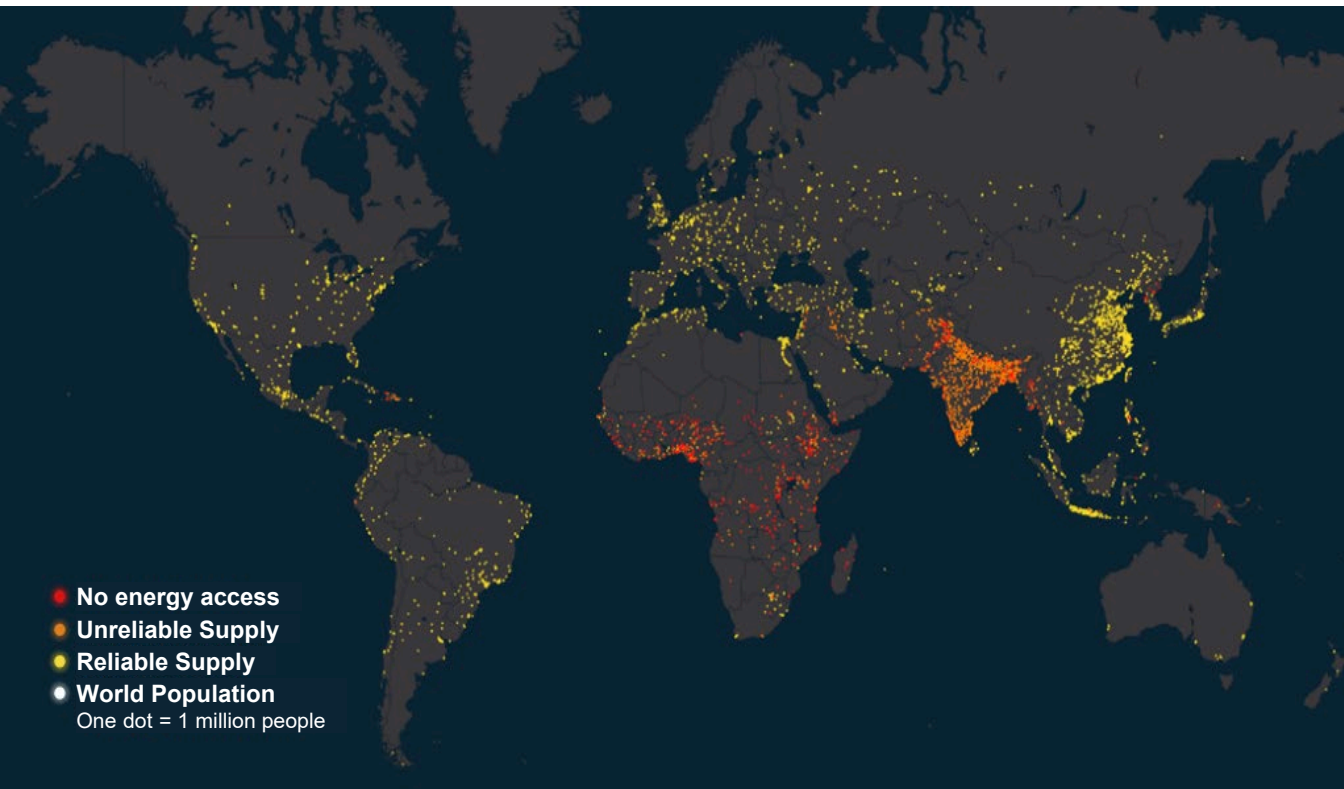 No energy access
Unreliable Supply
Reliable Supply
World Population
One dot = 1 million people